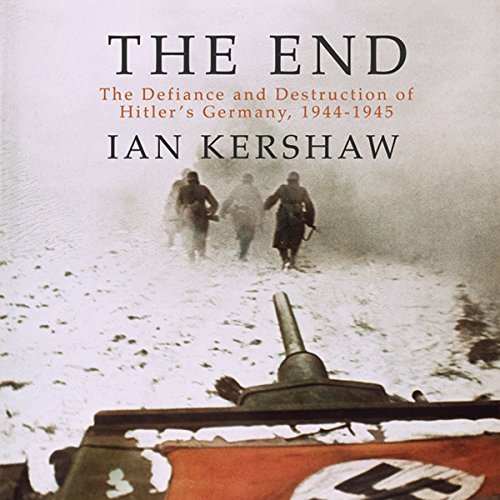 THE END
The Defiance and Destruction of
Hitler's Germany, 1944-1945
IAN KERSHAW